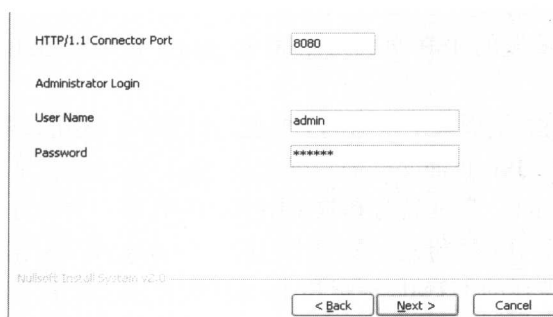 HTTP/1.1 Connector Port 8080
Administrator Login
User Name admin
Password ******
Nullsoft Install System v2.0
< Back Next > Cancel